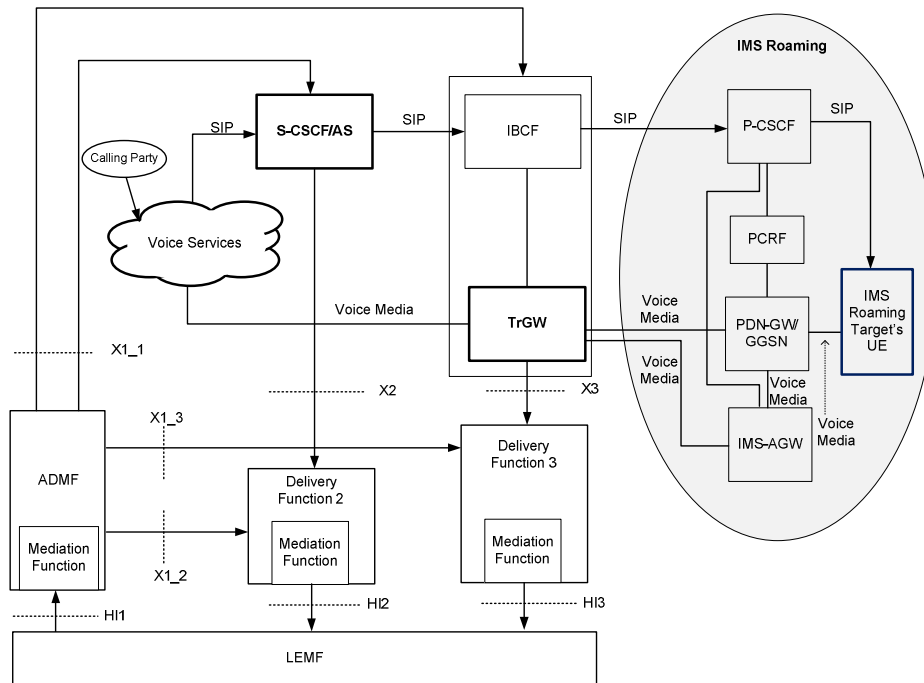 IMS Roaming
SIP
S-CSCF/AS
SIP
IBCF
SIP
P-CSCF
SIP
Calling Party
Voice Services
PCRF
Voice Media
TrGW
Voice
Media
PDN-GW/
GGSN
IMS
Roaming
Target's
UE
Voice
Media
Voice
Media
Voice
Media
IMS-AGW
X1_1
X2
X3
X1_3
ADMF
Mediation
Function
Delivery
Function 2
Mediation
Function
Delivery
Function 3
Mediation
Function
X1_2
HI1
HI2
HI3
LEMF